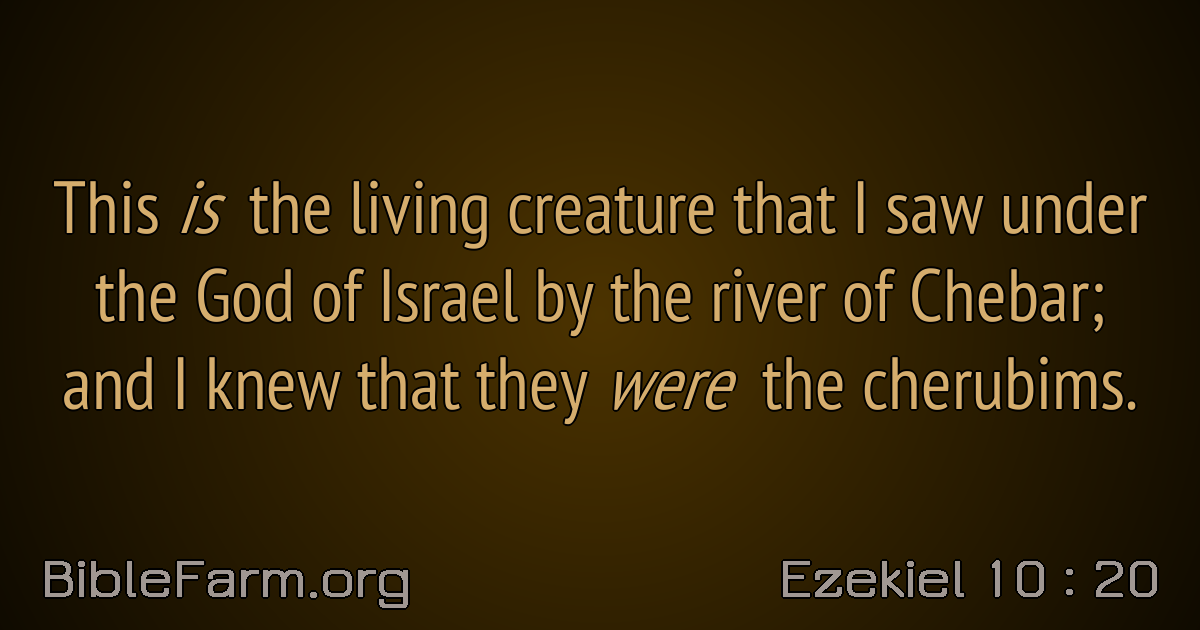 This is the living creature that I saw under
the God of Israel by the river of Chebar;
and I knew that they were the cherubims.
BibleFarm.org
Ezekiel 10 : 20